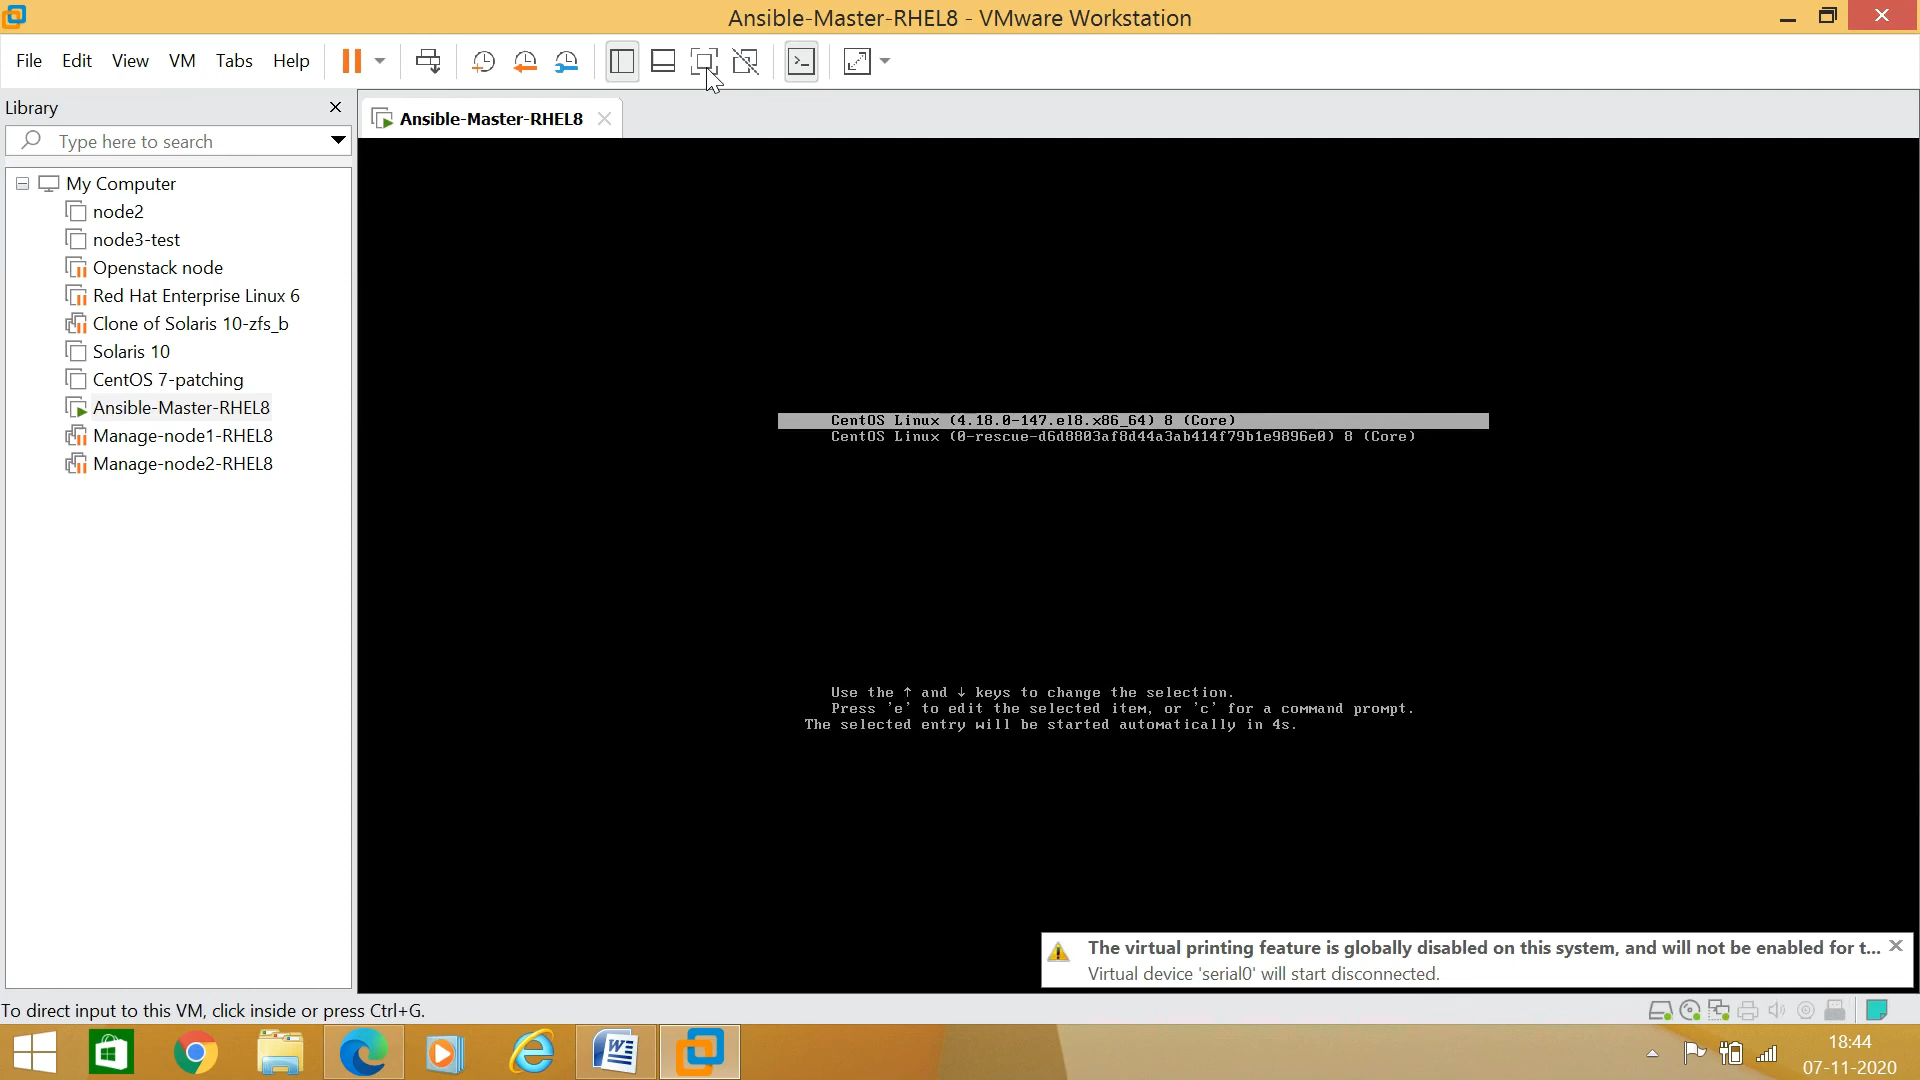 Ansible-Master-RHEL8 - VMware Workstation
File Edit View VM Tabs Help
Library
Type here to search
My Computer
node2
node3-test
Openstack node
Red Hat Enterprise Linux 6
Clone of Solaris 10-zfs_b
Solaris 10
CentOS 7-patching
Ansible-Master-RHEL8
Manage-node1-RHEL8
Manage-node2-RHEL8
Ansible-Master-RHEL8
CentOS Linux (4.18.0-147.el8.x86_64) 8 (Core)
CentOS Linux (0-rescue-d6d8803af8d44a3ab414f79b1e9896e0) 8 (Core)
Use the ↑ and ↓ keys to change the selection.
Press 'e' to edit the selected item, or 'c' for a command prompt.
The selected entry will be started automatically in 4s.
The virtual printing feature is globally disabled on this system, and will not be enabled for t...
Virtual device 'serial0' will start disconnected.
To direct input to this VM, click inside or press Ctrl+G.
18:44
07-11-2020